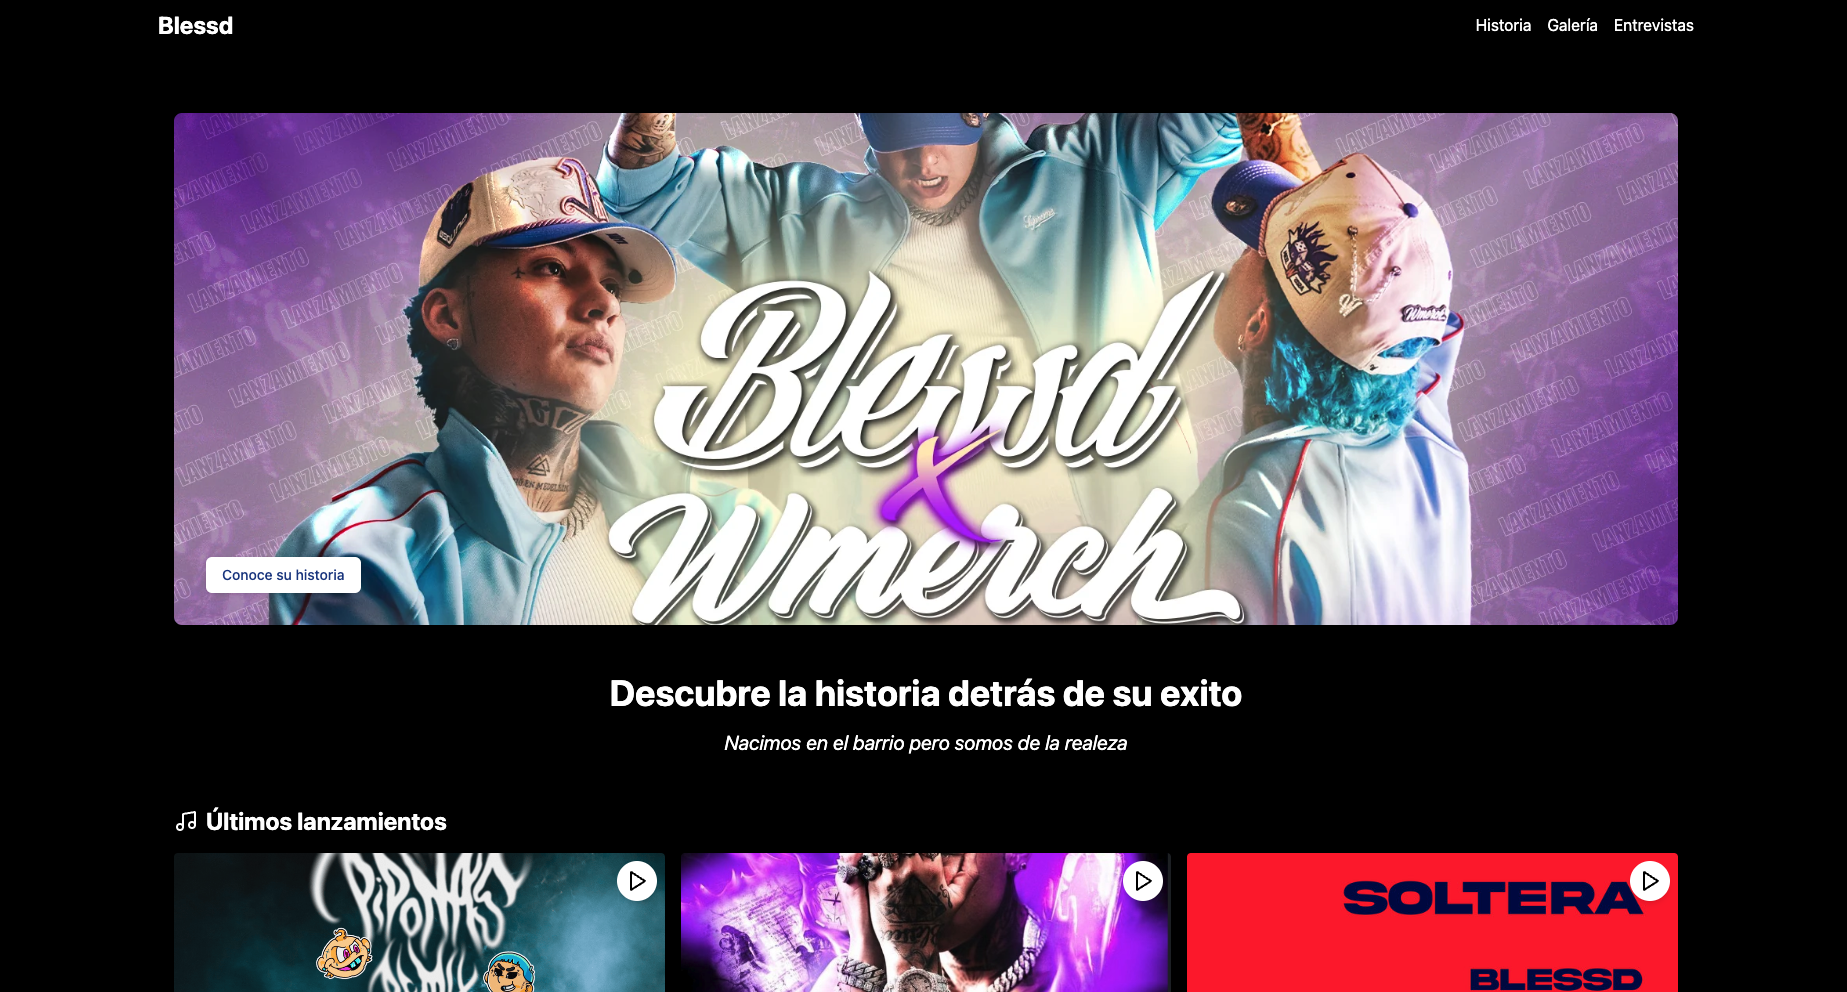 Blessd
Historia Galería Entrevistas
LANZAMIENTO
Blessd
X
Wmerch
Conoce su historia
Descubre la historia detrás de su exito
Nacimos en el barrio pero somos de la realeza
Últimos lanzamientos
SOLTERA
BLESSD